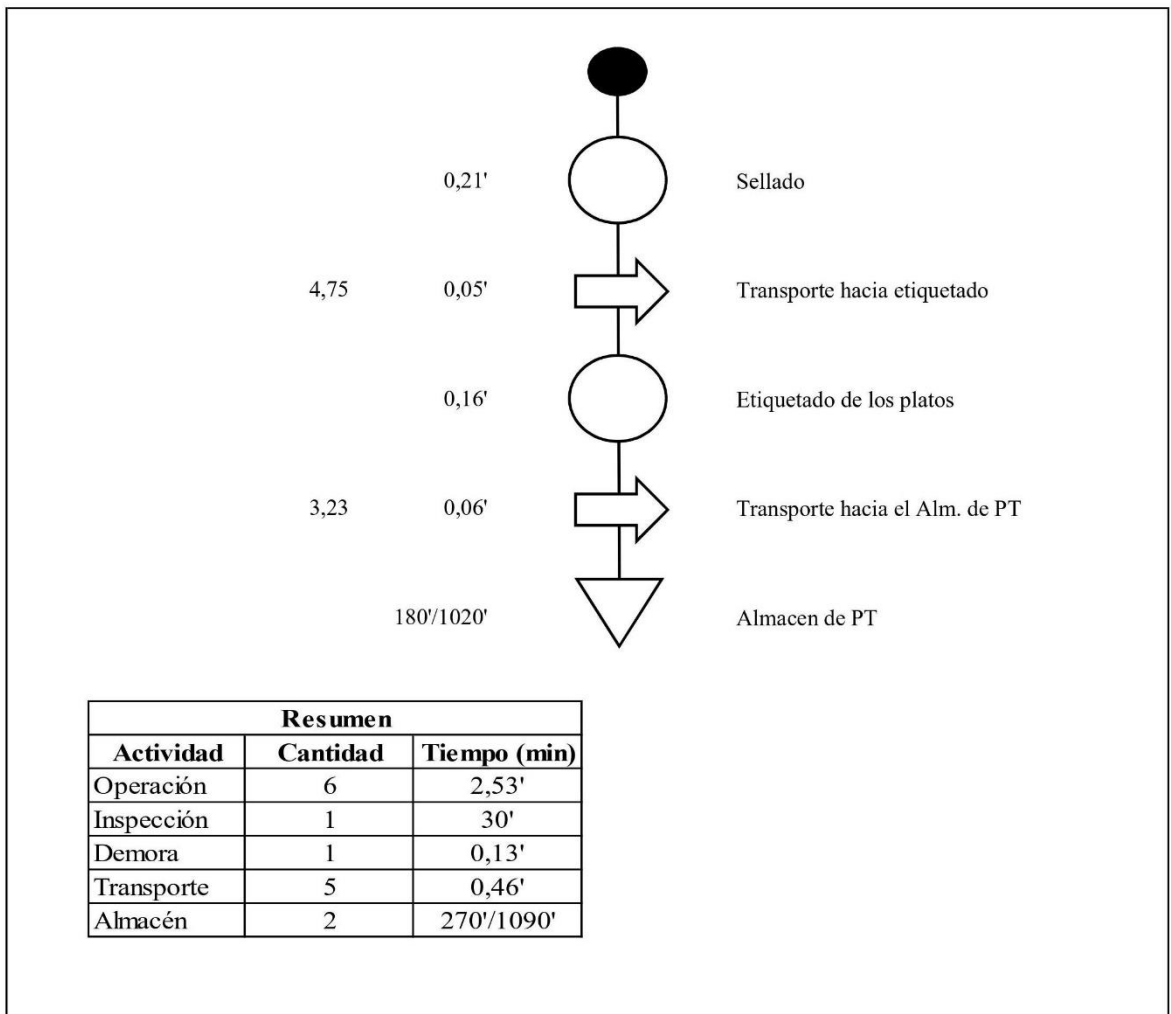 0,21' Sellado
4,75 0,05' Transporte hacia etiquetado
0,16' Etiquetado de los platos
3,23 0,06' Transporte hacia el Alm. de PT
180'/1020' Almacen de PT
Resumen
Actividad Cantidad Tiempo (min)
Operación 6 2,53'
Inspección 1 30'
Demora 1 0,13'
Transporte 5 0,46'
Almacén 2 270'/1090'